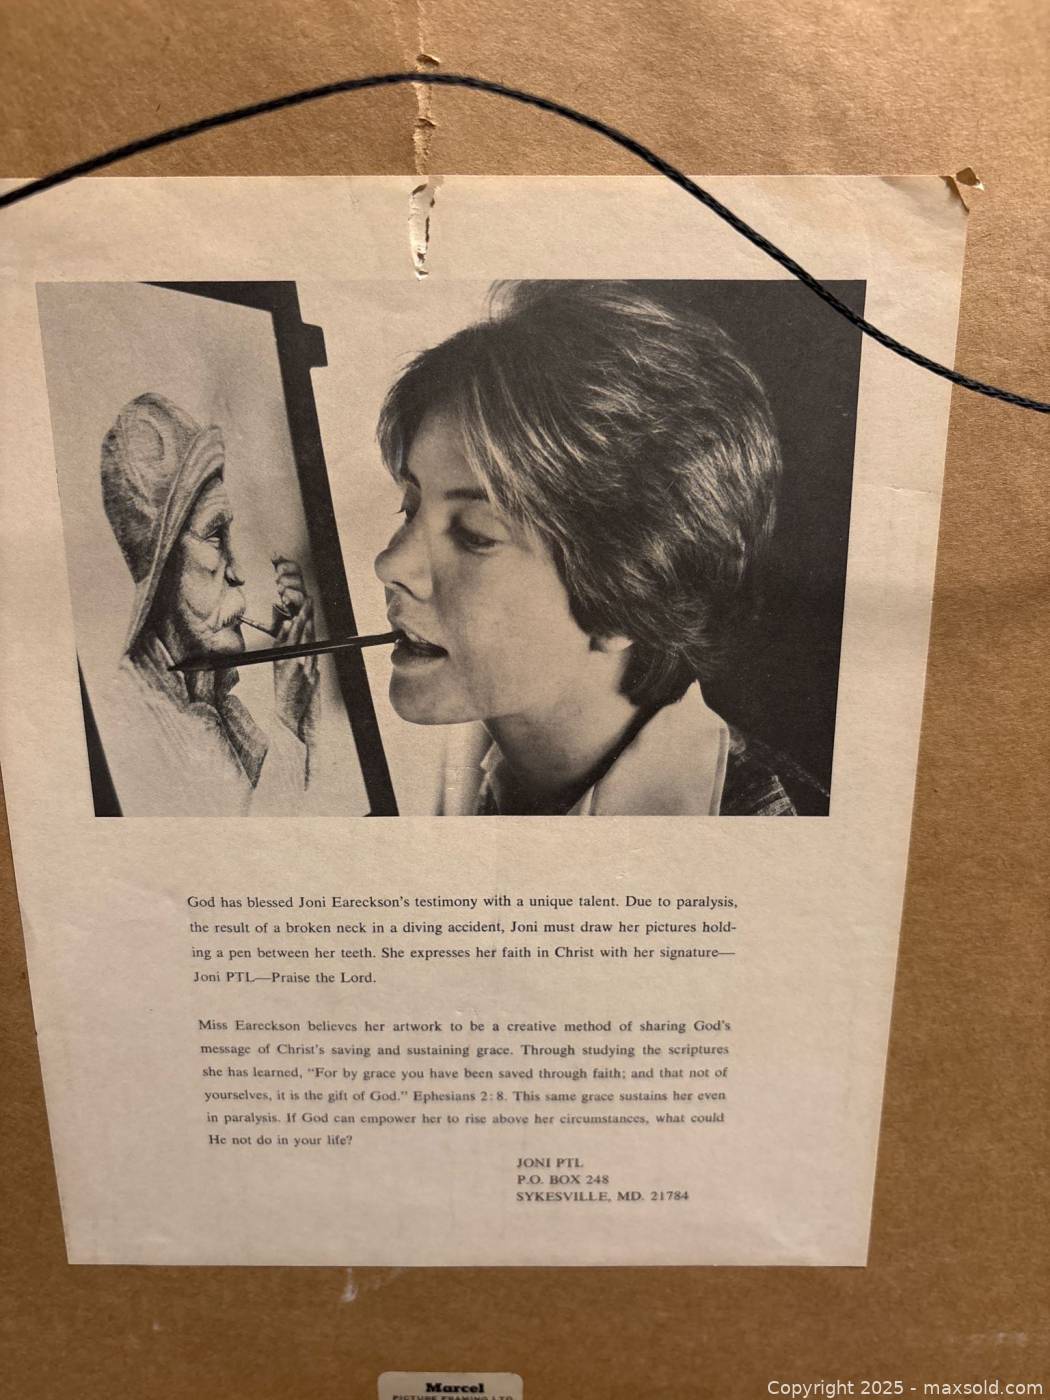 God has blessed Joni Eareckson's testimony with a unique talent. Due to paralysis,
the result of a broken neck in a diving accident, Joni must draw her pictures hold-
ing a pen between her teeth. She expresses her faith in Christ with her signature—
Joni PTL—Praise the Lord.
Miss Eareckson believes her artwork to be a creative method of sharing God's
message of Christ's saving and sustaining grace. Through studying the scriptures
she has learned, "For by grace you have been saved through faith; and that not of
yourselves, it is the gift of God." Ephesians 2:8. This same grace sustains her even
in paralysis. If God can empower her to rise above her circumstances, what could
He not do in your life?
JONI PTL
P.O. BOX 248
SYKESVILLE, MD. 21784
Marcel
PICTURE FRAMING LTD
Copyright 2025 - maxsold.com